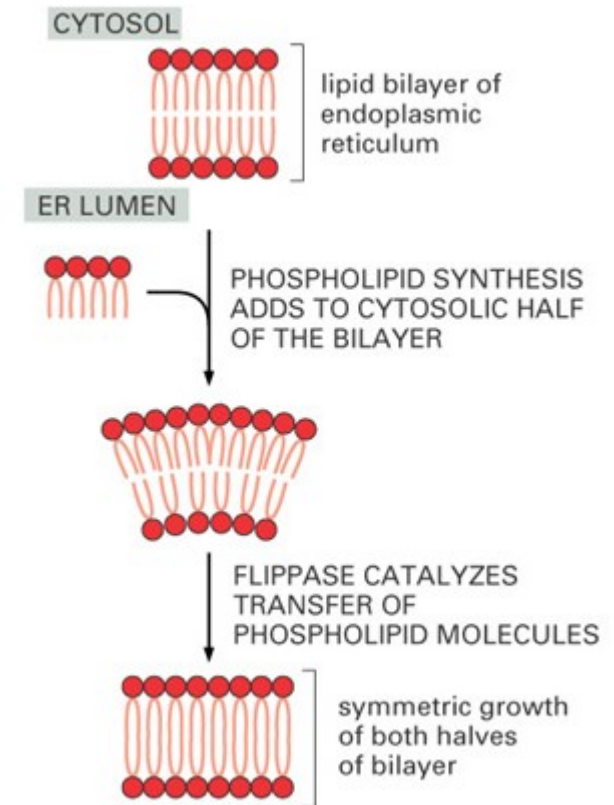 CYTOSOL
lipid bilayer of
endoplasmic
reticulum
ER LUMEN
PHOSPHOLIPID SYNTHESIS
ADDS TO CYTOSOLIC HALF
OF THE BILAYER
FLIPPASE CATALYZES
TRANSFER OF
PHOSPHOLIPID MOLECULES
symmetric growth
of both halves
of bilayer